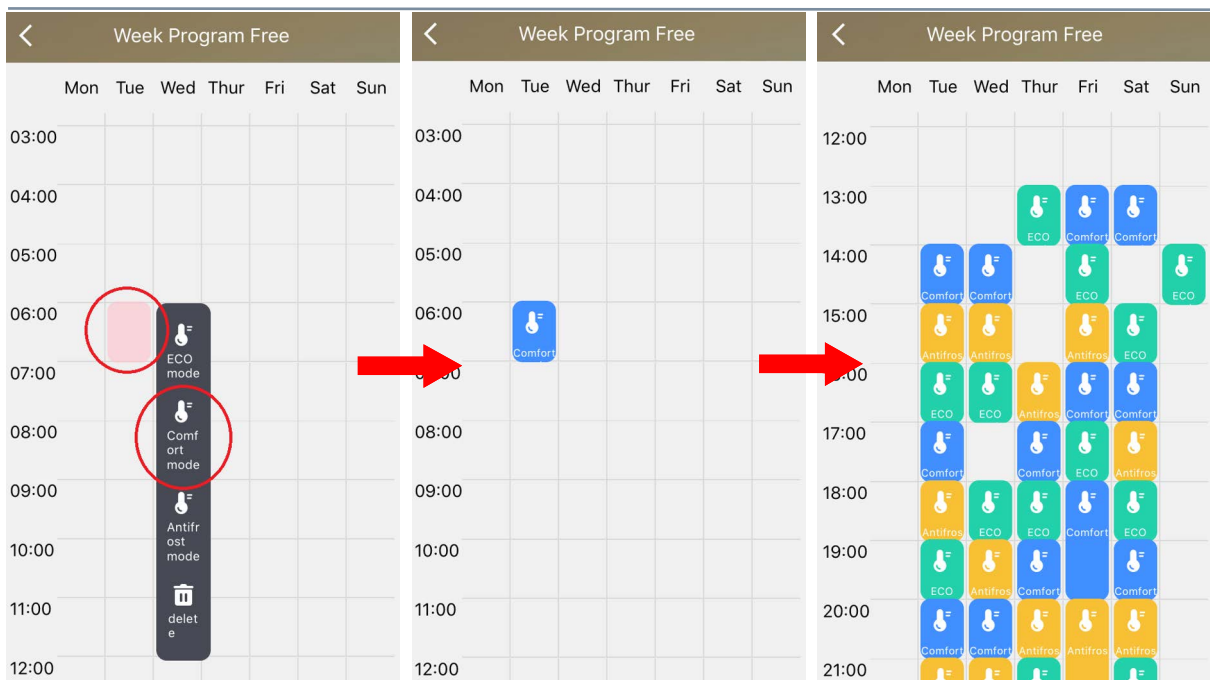 Week Program Free
Mon Tue Wed Thur Fri Sat Sun
03:00
04:00
05:00
06:00
ECO
07:00 mode
08:00 Comf
ort
mode
09:00
Antifr
ost
10:00 mode
11:00 delet
e
12:00
Week Program Free
Mon Tue Wed Thur Fri Sat Sun
03:00
04:00
05:00
06:00
Comfort
08:00
09:00
10:00
11:00
12:00
Week Program Free
Mon Tue Wed Thur Fri Sat Sun
12:00
13:00
ECO Comfort Comfort
14:00
Comfort Comfort ECO ECO
15:00
Antifros Antifros Antifros ECO
ECO ECO Antifros Comfort Comfort
17:00
Comfort Comfort ECO Antifros
18:00
Antifros ECO ECO Comfort ECO
19:00
ECO Antifros Comfort Comfort
20:00
Comfort Comfort Antifros Antifros Antifros
21:00